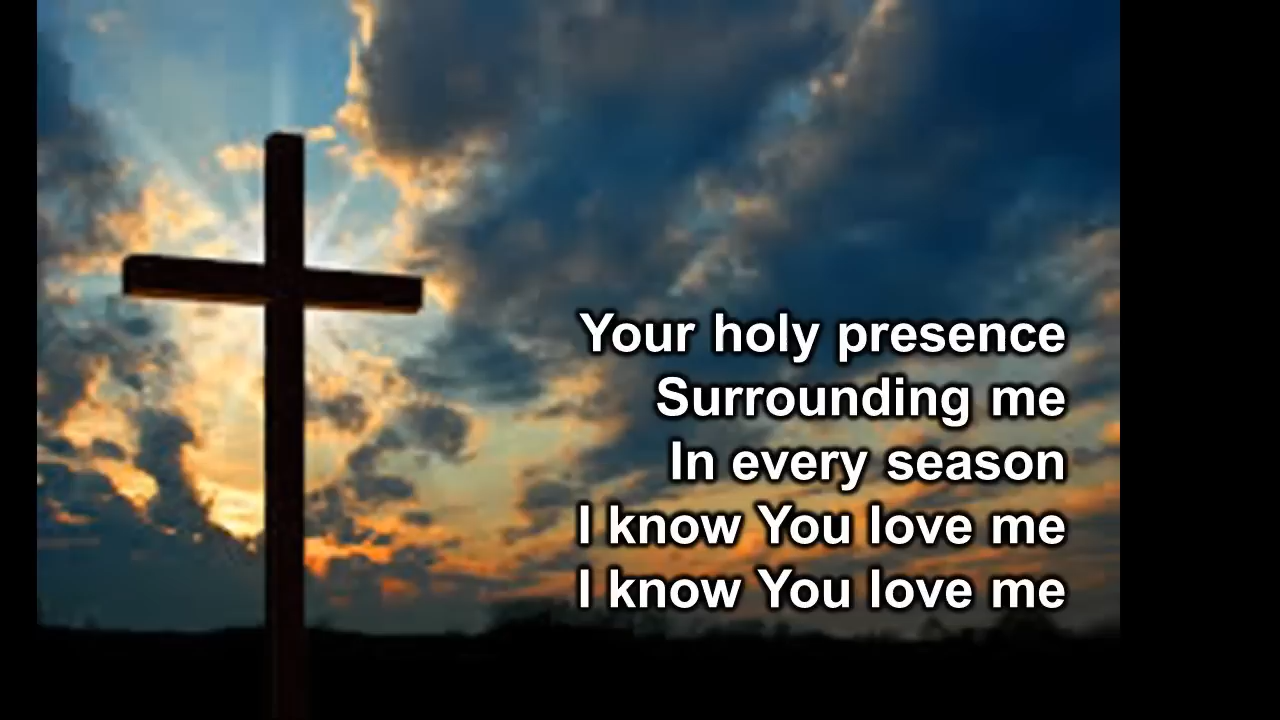 Your holy presence
Surrounding me
In every season
I know You love me
I know You love me